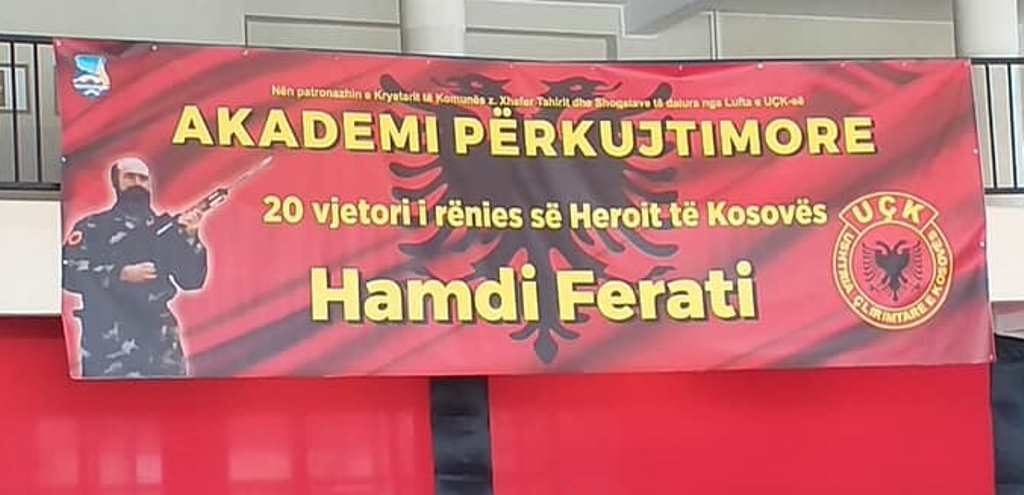 Nën patronazhin e Kryetarit të Komunës z. Xhafer Tahirit dhe Shoqatave të dalura nga Lufta e UÇK-së
AKADEMI PËRKUJTIMORE
20 vjetori i rënies së Heroit të Kosovës
Hamdi Ferati
UÇK
USHTRIA ÇLIRIMTARE E KOSOVËS